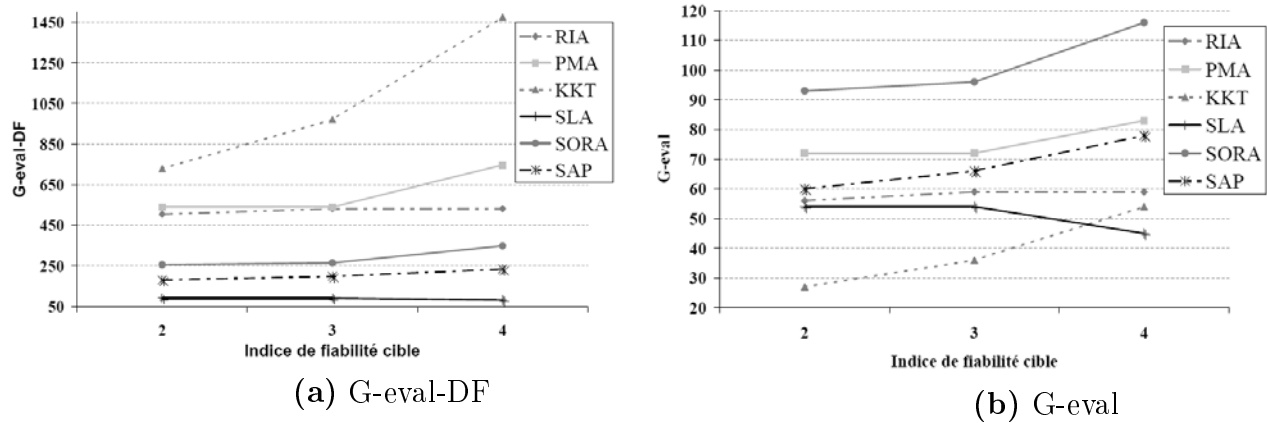 1450
1250
1050
850
650
450
250
50
G-eval-DF
2
3
4
Indice de fiabilité cible
RIA
PMA
KKT
SLA
SORA
SAP
(a) G-eval-DF
120
110
100
90
80
70
60
50
40
30
20
G-eval
2
3
4
Indice de fiabilité cible
RIA
PMA
KKT
SLA
SORA
SAP
(b) G-eval